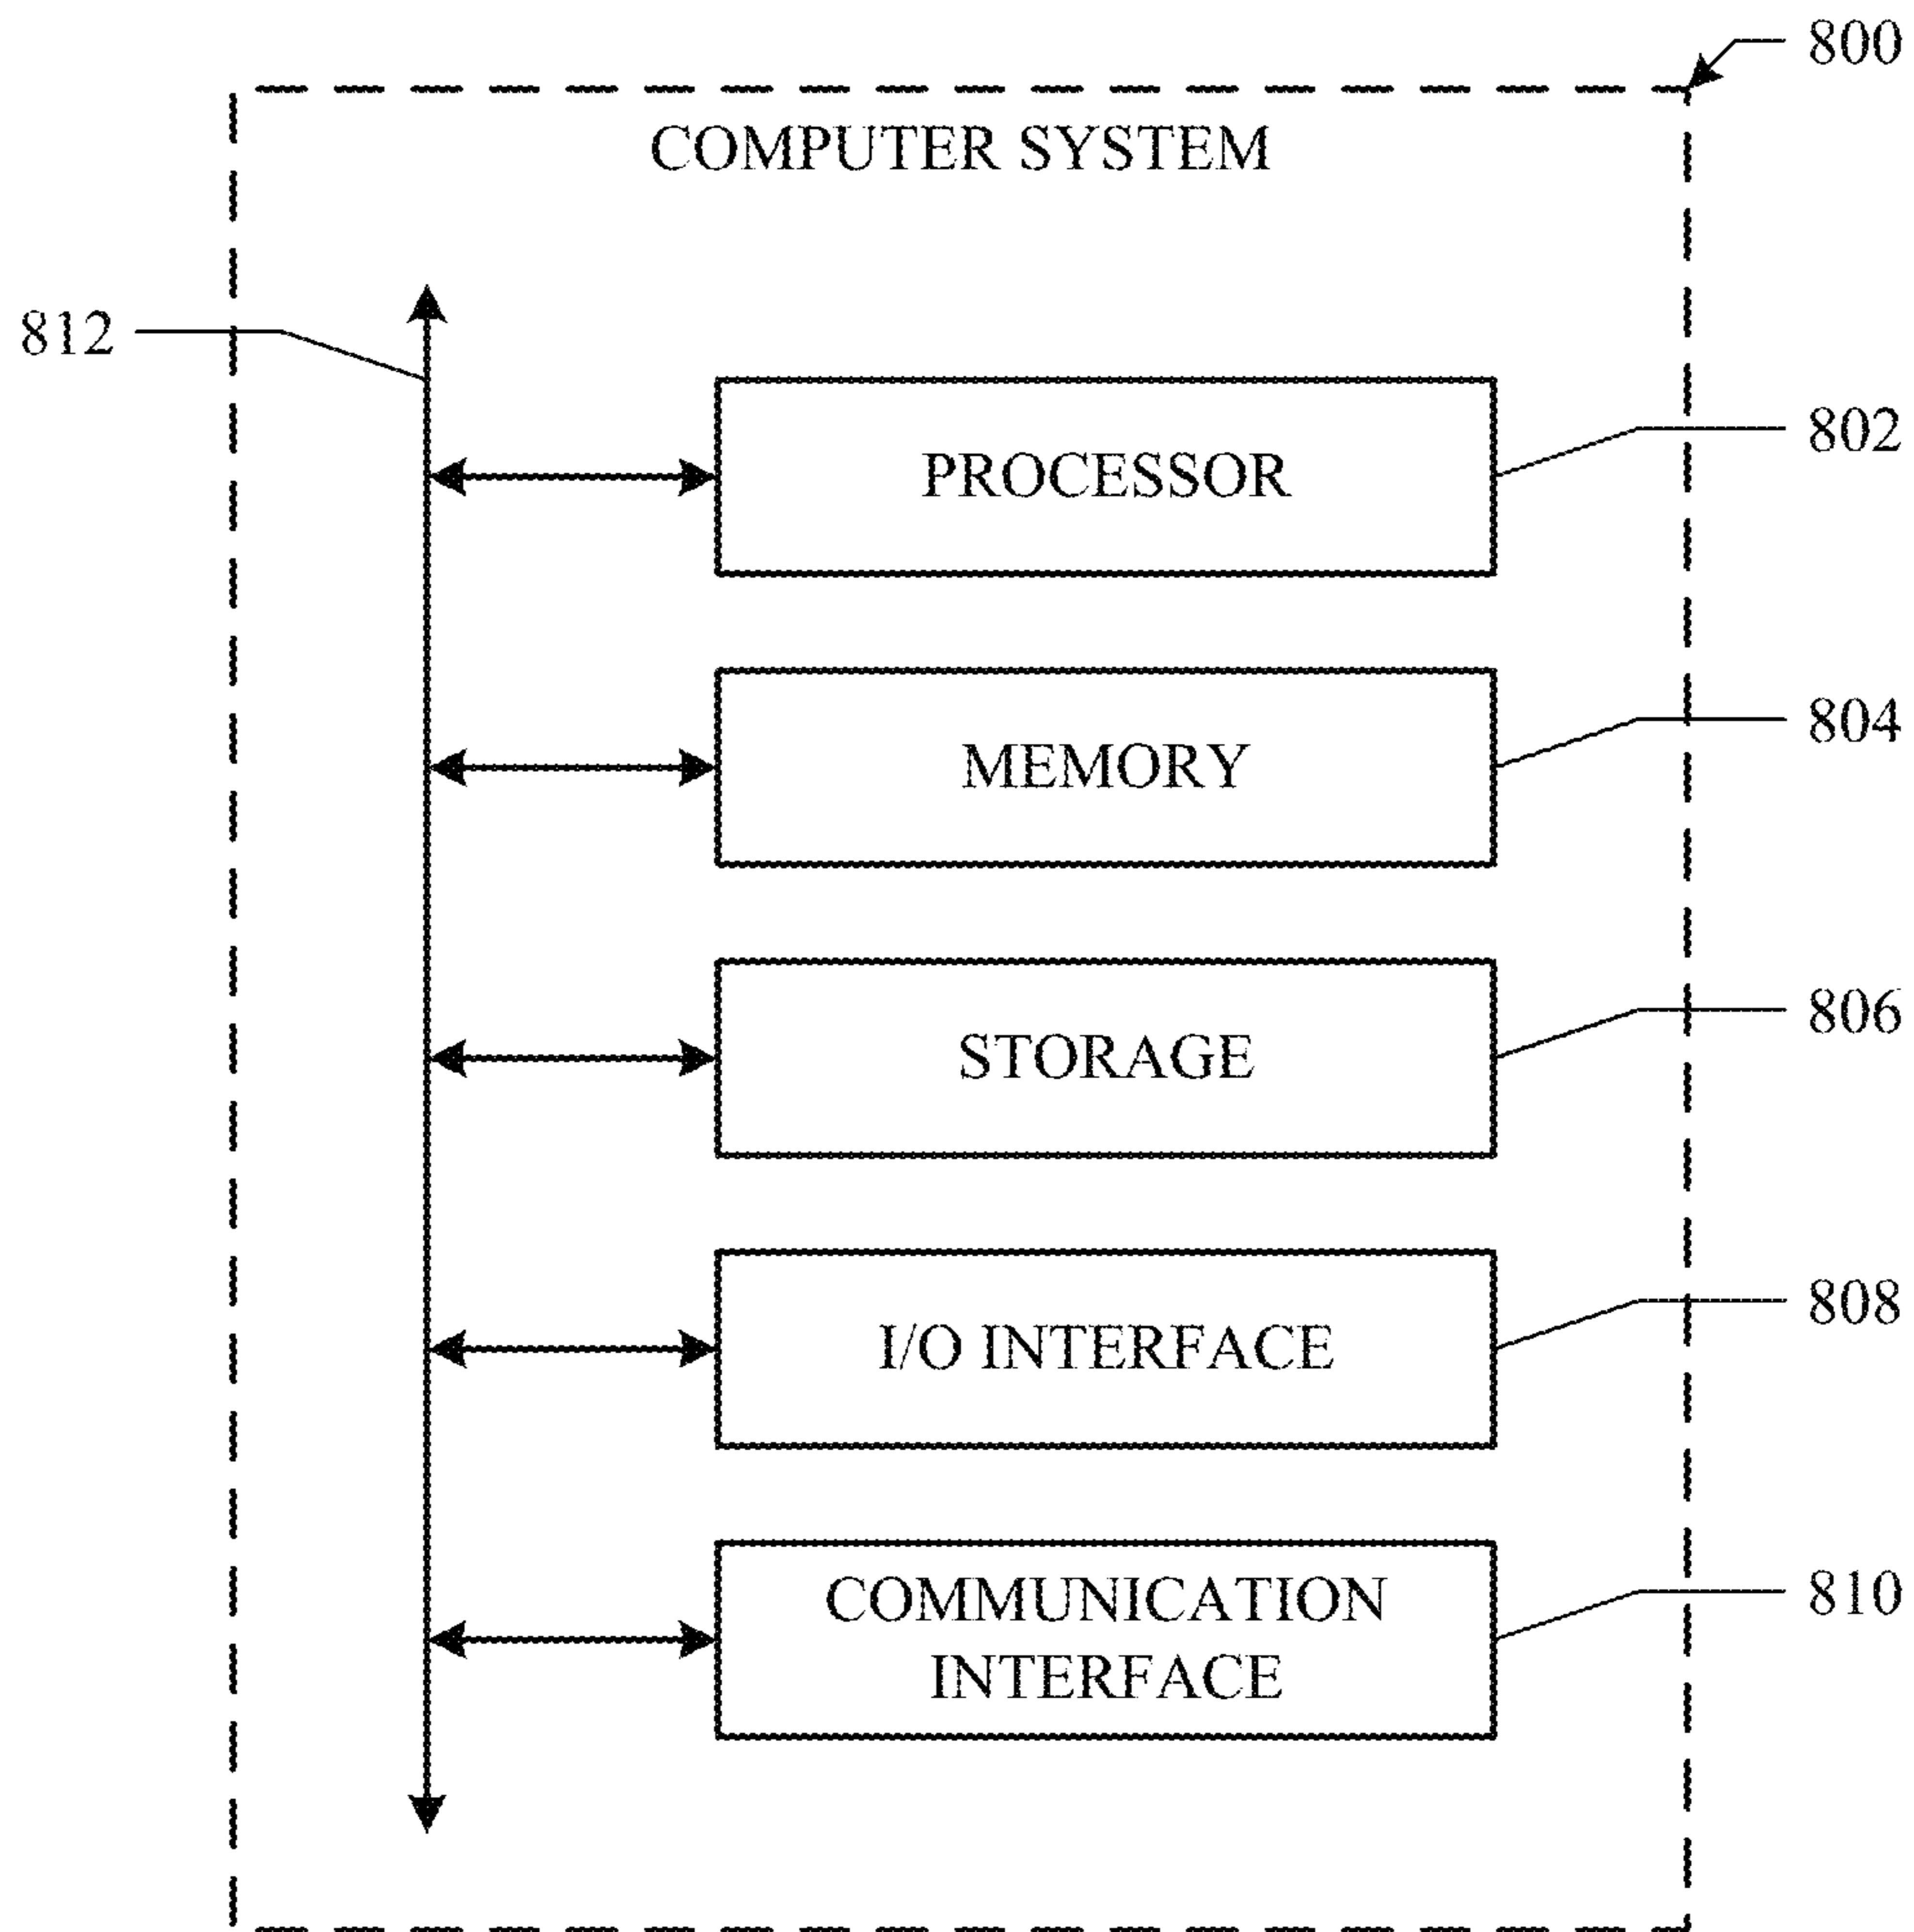 800
COMPUTER SYSTEM
812
PROCESSOR
802
MEMORY
804
STORAGE
806
I/O INTERFACE
808
COMMUNICATION
INTERFACE
810